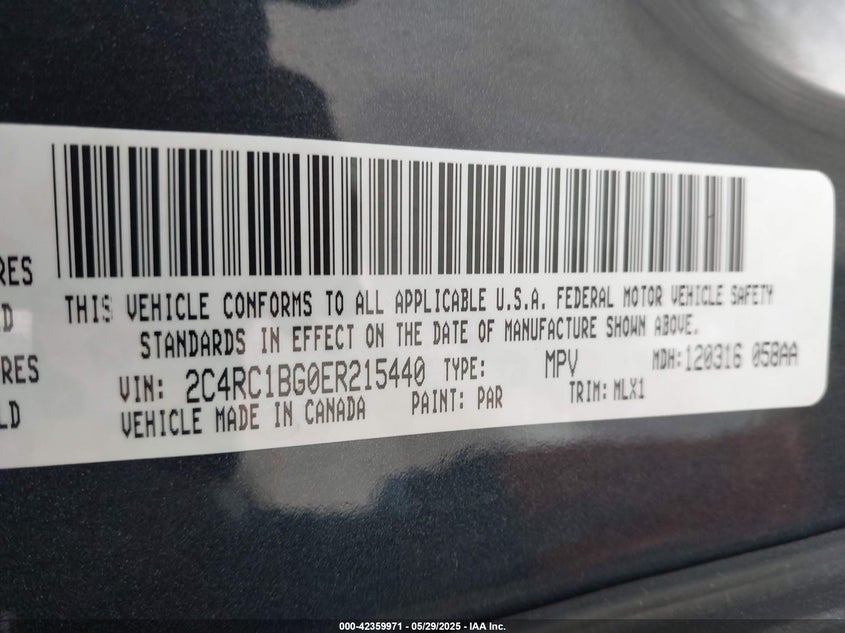 RES
THIS VEHICLE CONFORMS TO ALL APPLICABLE U.S.A. FEDERAL MOTOR VEHICLE SAFETY
D
STANDARDS IN EFFECT ON THE DATE OF MANUFACTURE SHOWN ABOVE.
RES
VIN: 2C4RC1BG0ER215440 TYPE: MPV MDH:120316 058AA
LD
VEHICLE MADE IN CANADA PAINT: PAR TRIM: MLX1
000-42359971 | 05/29/2025 - IAA Inc.